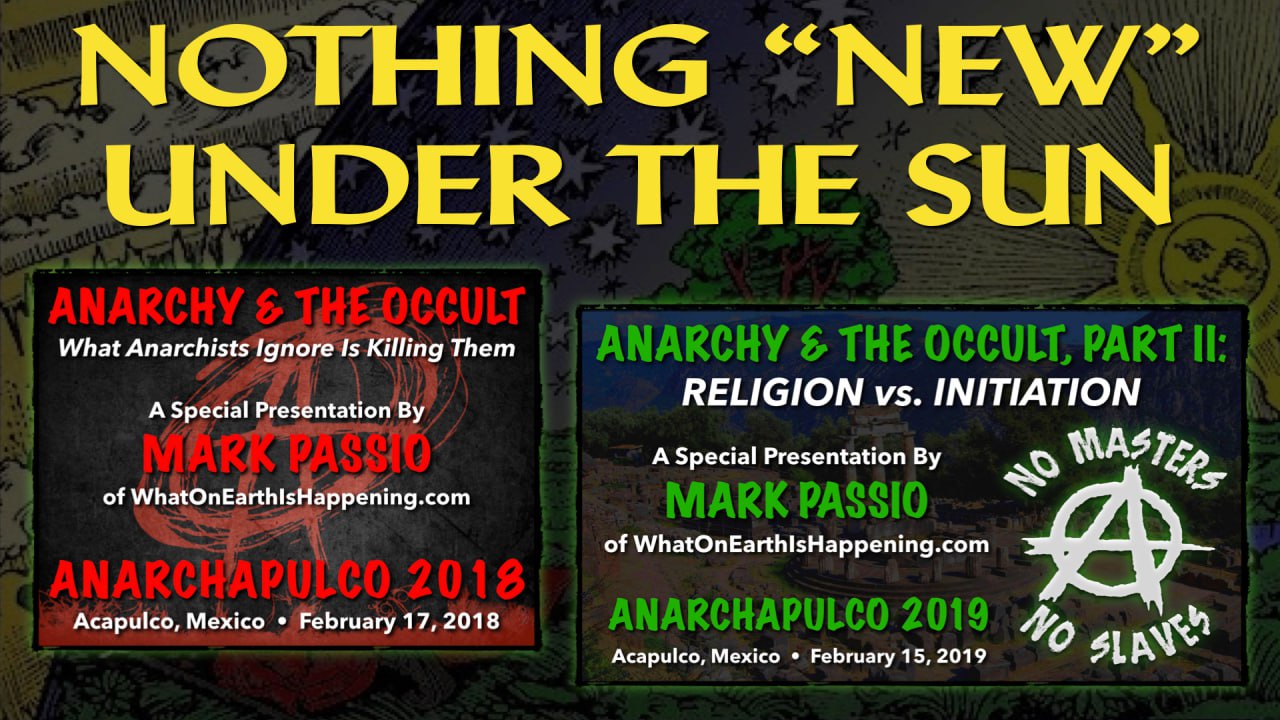 NOTHING “NEW”
UNDER THE SUN
ANARCHY & THE OCCULT
What Anarchists Ignore Is Killing Them
A Special Presentation By
MARK PASSIO
of WhatOnEarthIsHappening.com
ANARCHAPULCO 2018
Acapulco, Mexico • February 17, 2018
ANARCHY & THE OCCULT, PART II:
RELIGION vs. INITIATION
A Special Presentation By
MARK PASSIO
of WhatOnEarthIsHappening.com
ANARCHAPULCO 2019
Acapulco, Mexico • February 15, 2019
NO MASTERS
NO SLAVES